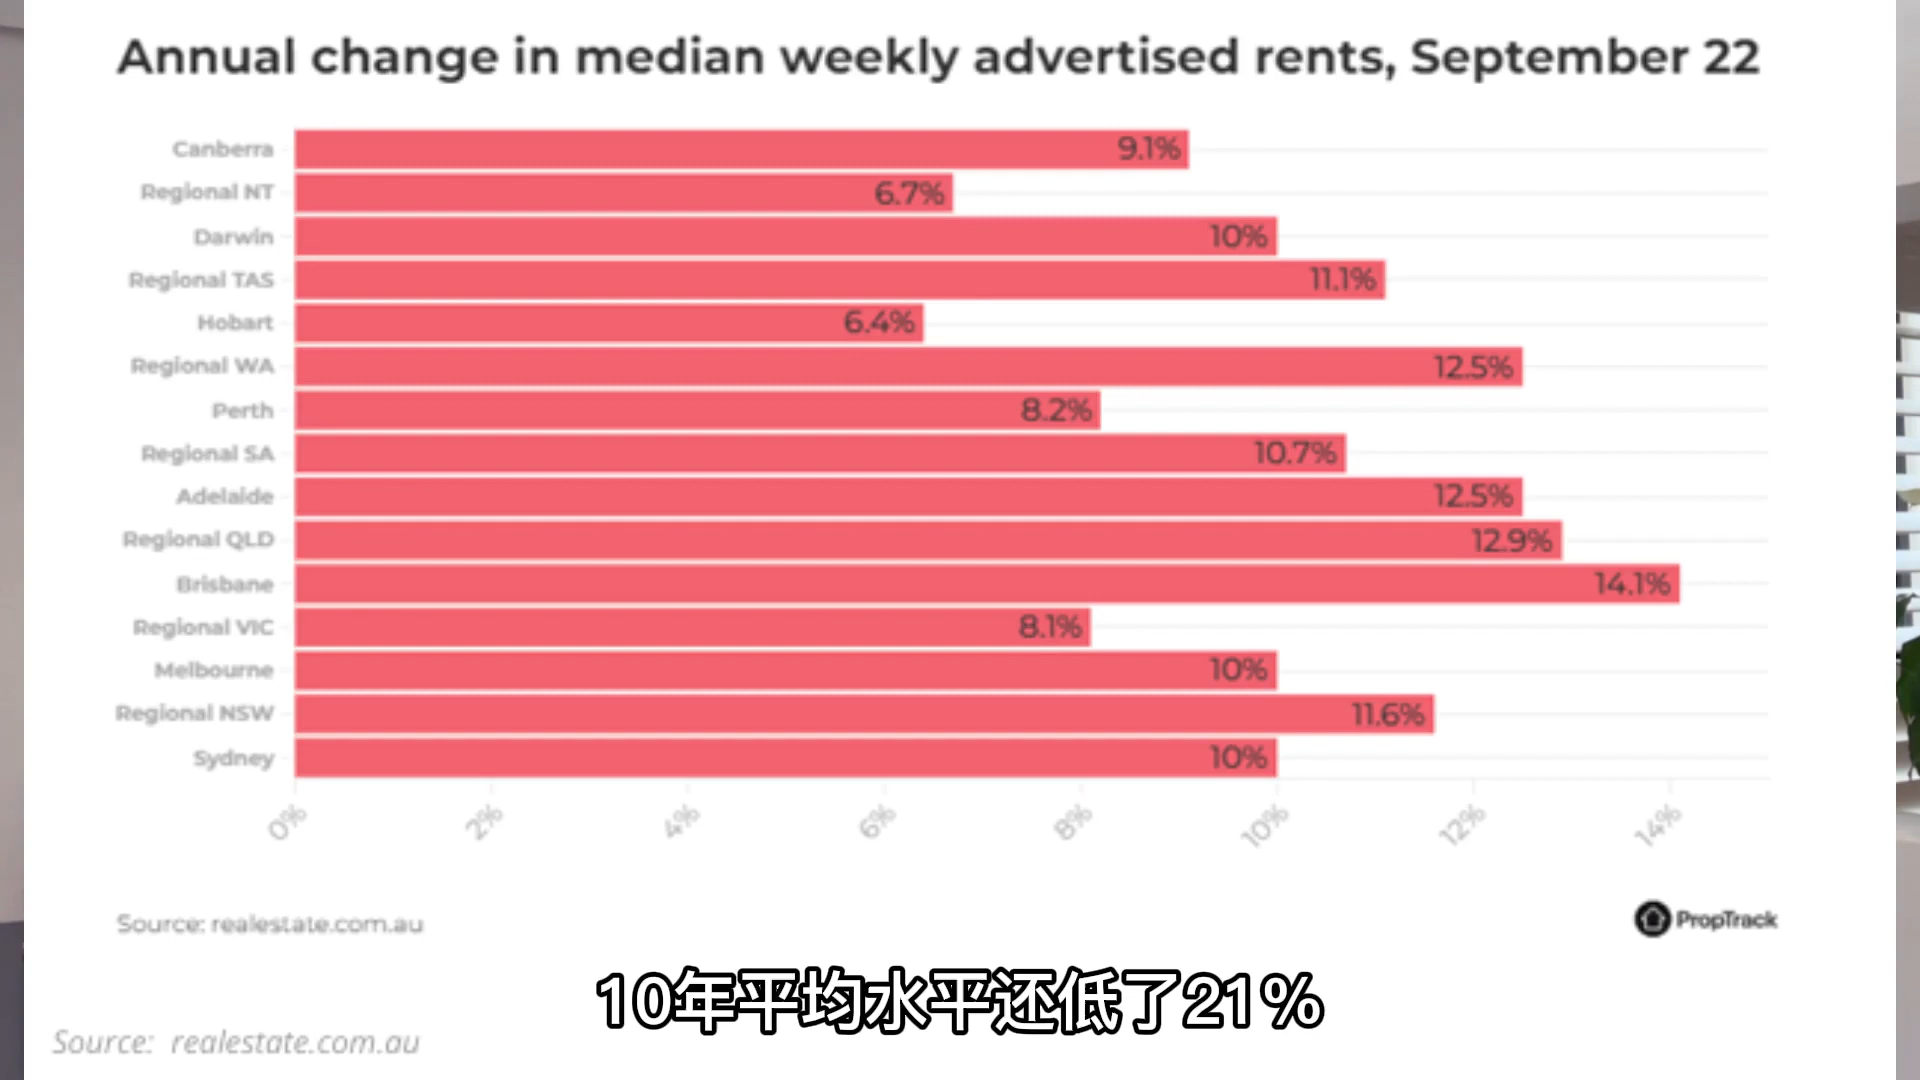 Annual change in median weekly advertised rents, September 22
Canberra 9.1%
Regional NT 6.7%
Darwin 10%
Regional TAS 11.1%
Hobart 6.4%
Regional WA 12.5%
Perth 8.2%
Regional SA 10.7%
Adelaide 12.5%
Regional QLD 12.9%
Brisbane 14.1%
Regional VIC 8.1%
Melbourne 10%
Regional NSW 11.6%
Sydney 10%
0% 2% 4% 6% 8% 10% 12% 14%
Source: realestate.com.au
PropTrack
10年平均水平还低了21%
Source: realestate.com.au